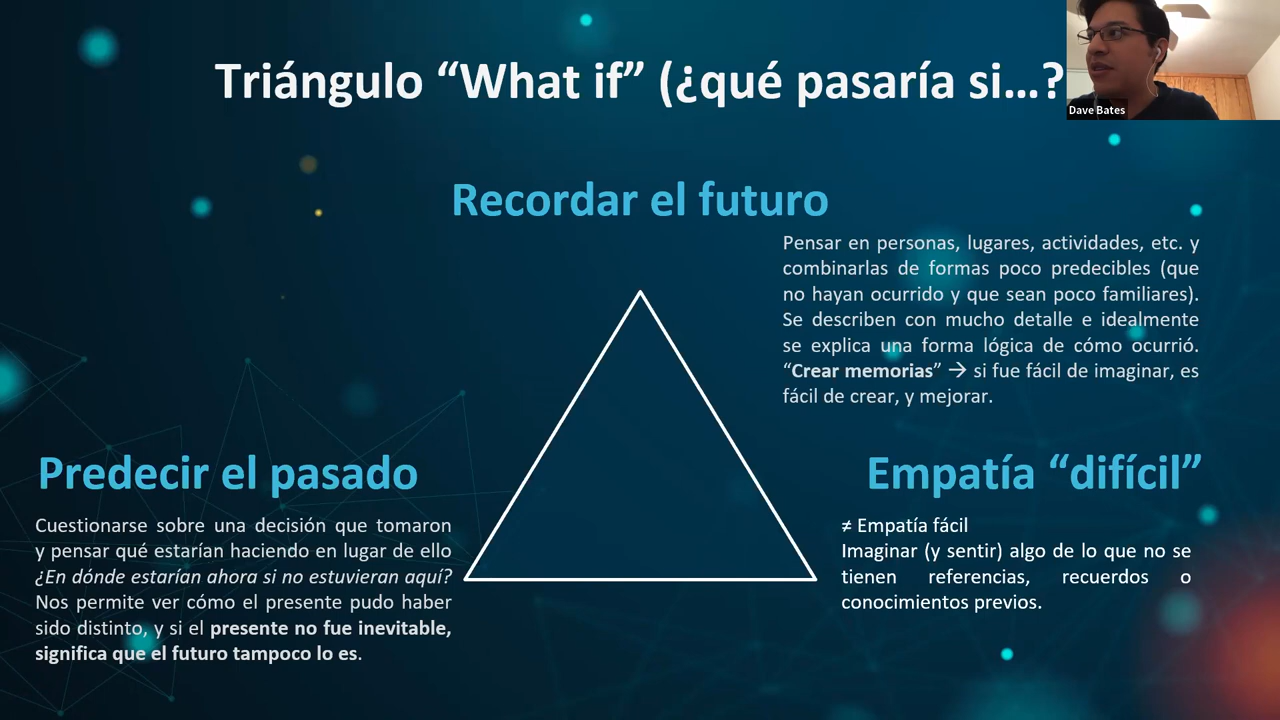 Triángulo “What if” (¿qué pasaría si…?
Dave Bates
Recordar el futuro
Pensar en personas, lugares, actividades, etc. y
combinarlas de formas poco predecibles (que
no hayan ocurrido y que sean poco familiares).
Se describen con mucho detalle e idealmente
se explica una forma lógica de cómo ocurrió.
“Crear memorias” → si fue fácil de imaginar, es
fácil de crear, y mejorar.
Predecir el pasado
Cuestionarse sobre una decisión que tomaron
y pensar qué estarían haciendo en lugar de ello
¿En dónde estarían ahora si no estuvieran aquí?
Nos permite ver cómo el presente pudo haber
sido distinto, y si el presente no fue inevitable,
significa que el futuro tampoco lo es.
Empatía “difícil”
≠ Empatía fácil
Imaginar (y sentir) algo de lo que no se
tienen referencias, recuerdos o
conocimientos previos.